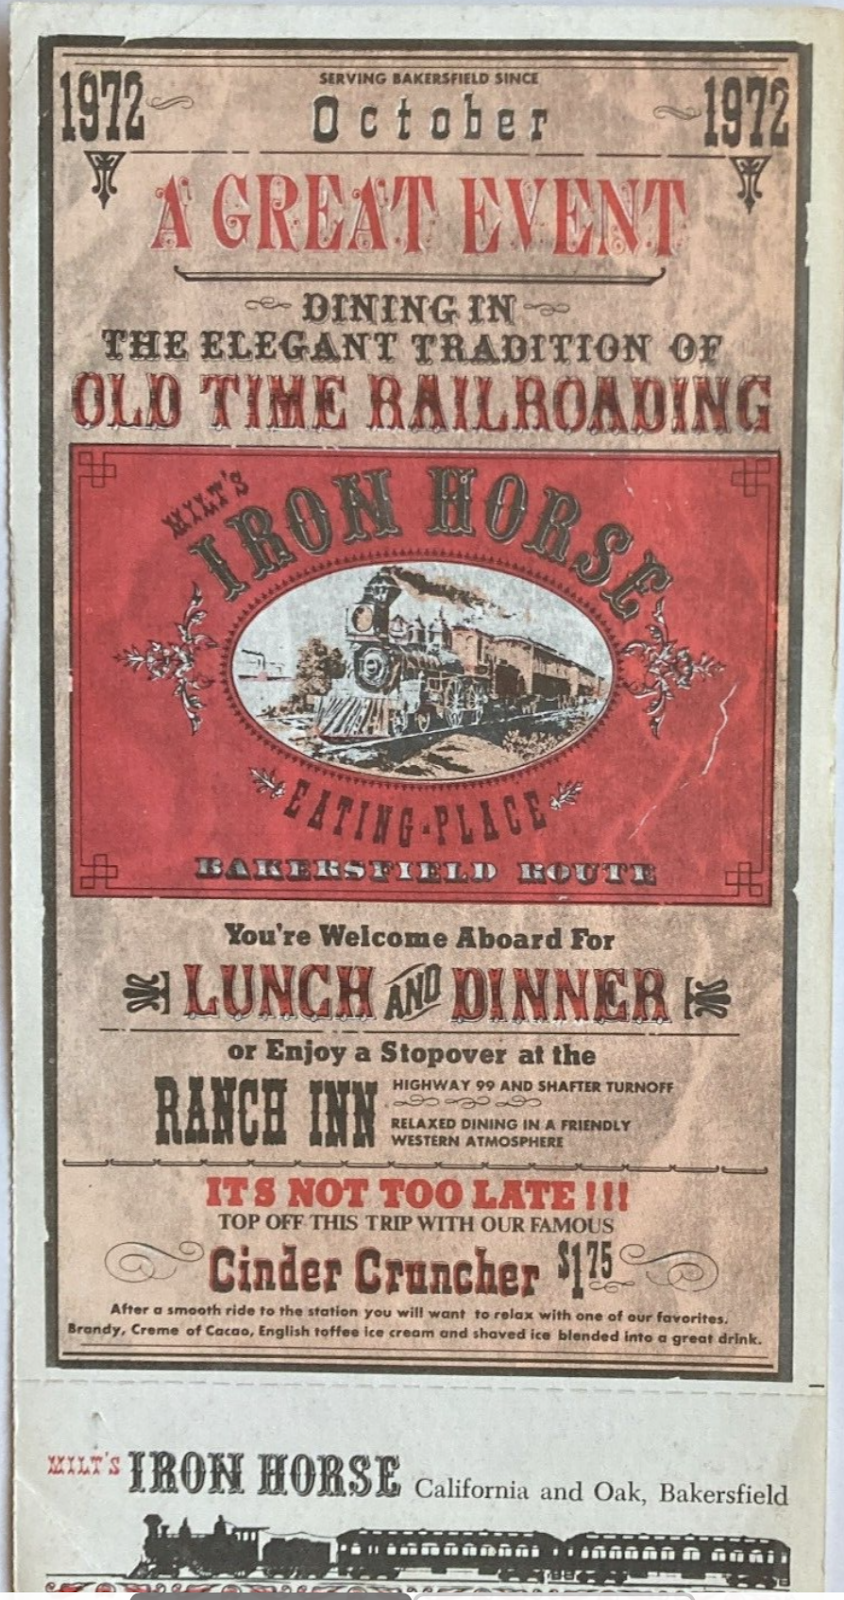 SERVING BAKERSFIELD SINCE
1972 October 1972
A GREAT EVENT
DINING IN
THE ELEGANT TRADITION OF
OLD TIME RAILROADING
MILT'S
IRON HORSE
EATING-PLACE
BAKERSFIELD ROUTE
You're Welcome Aboard For
LUNCH AND DINNER
or Enjoy a Stopover at the
RANCH INN
HIGHWAY 99 AND SHAFTER TURNOFF
RELAXED DINING IN A FRIENDLY
WESTERN ATMOSPHERE
ITS NOT TOO LATE!!!
TOP OFF THIS TRIP WITH OUR FAMOUS
Cinder Cruncher $1.75
After a smooth ride to the station you will want to relax with one of our favorites.
Brandy, Creme of Cacao, English toffee ice cream and shaved ice blended into a great drink.
MILT'S IRON HORSE California and Oak, Bakersfield